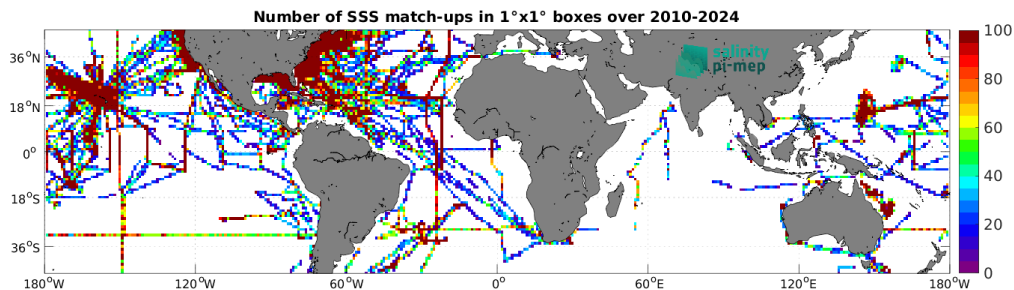 Number of SSS match-ups in 1°x1° boxes over 2010-2024
100
80
60
40
20
0
36°N
18°N
0°
18°S
36°S
180°W
120°W
60°W
0°
60°E
120°E
180°W
salinity
pi-mep